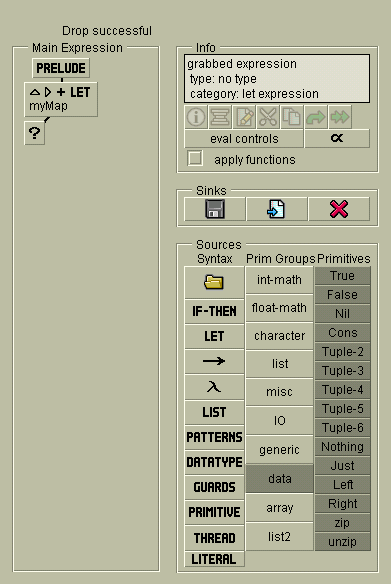 Drop successful
Main Expression
PRELUDE
+ LET
myMap
?
Info
grabbed expression
type: no type
category: let expression
eval controls
α
apply functions
Sinks
Sources
Syntax
IF-THEN
LET
→
λ
LIST
PATTERNS
DATATYPE
GUARDS
PRIMITIVE
THREAD
LITERAL
Prim Groups
int-math
float-math
character
list
misc
IO
generic
data
array
list2
Primitives
True
False
Nil
Cons
Tuple-2
Tuple-3
Tuple-4
Tuple-5
Tuple-6
Nothing
Just
Left
Right
zip
unzip